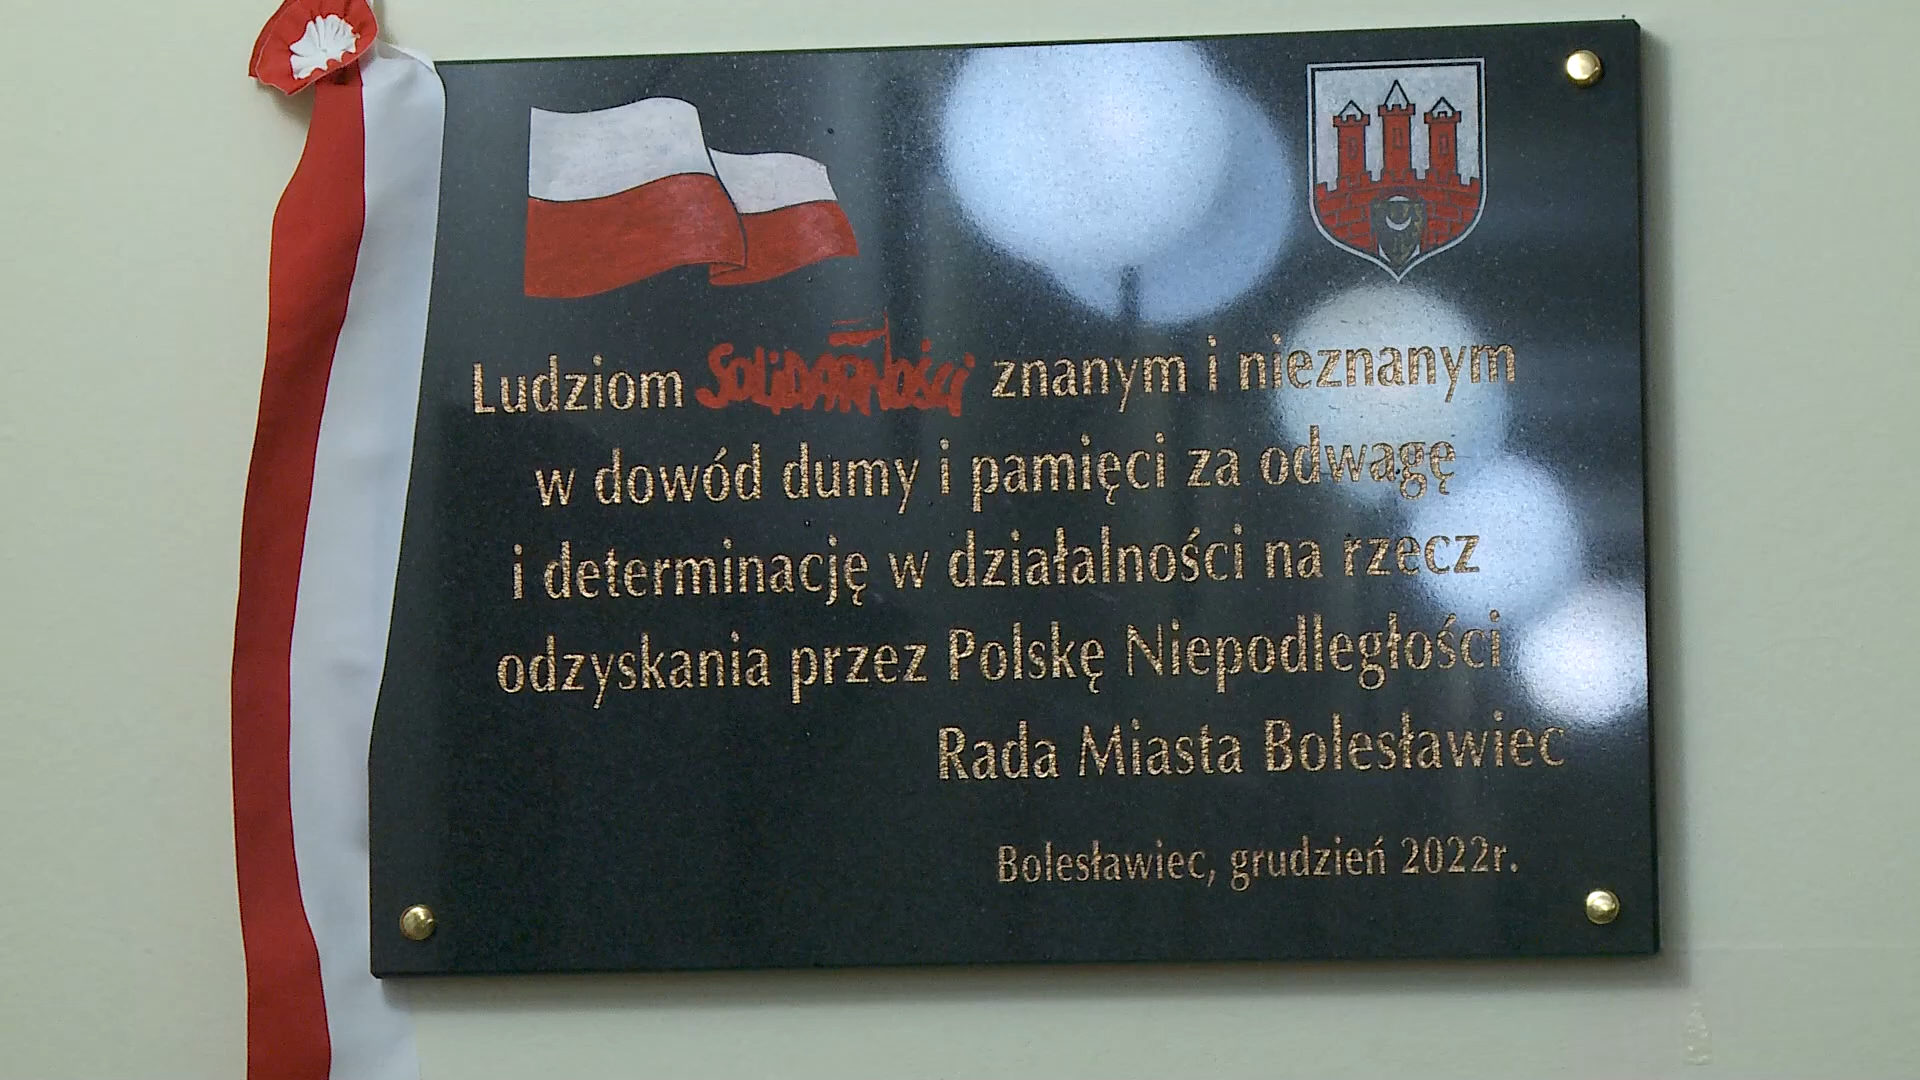 Ludziom Solidarności znanym i nieznanym
w dowód dumy i pamięci za odwagę
i determinację w działalności na rzecz
odzyskania przez Polskę Niepodległości
Rada Miasta Bolesławiec
Bolesławiec, grudzień 2022r.